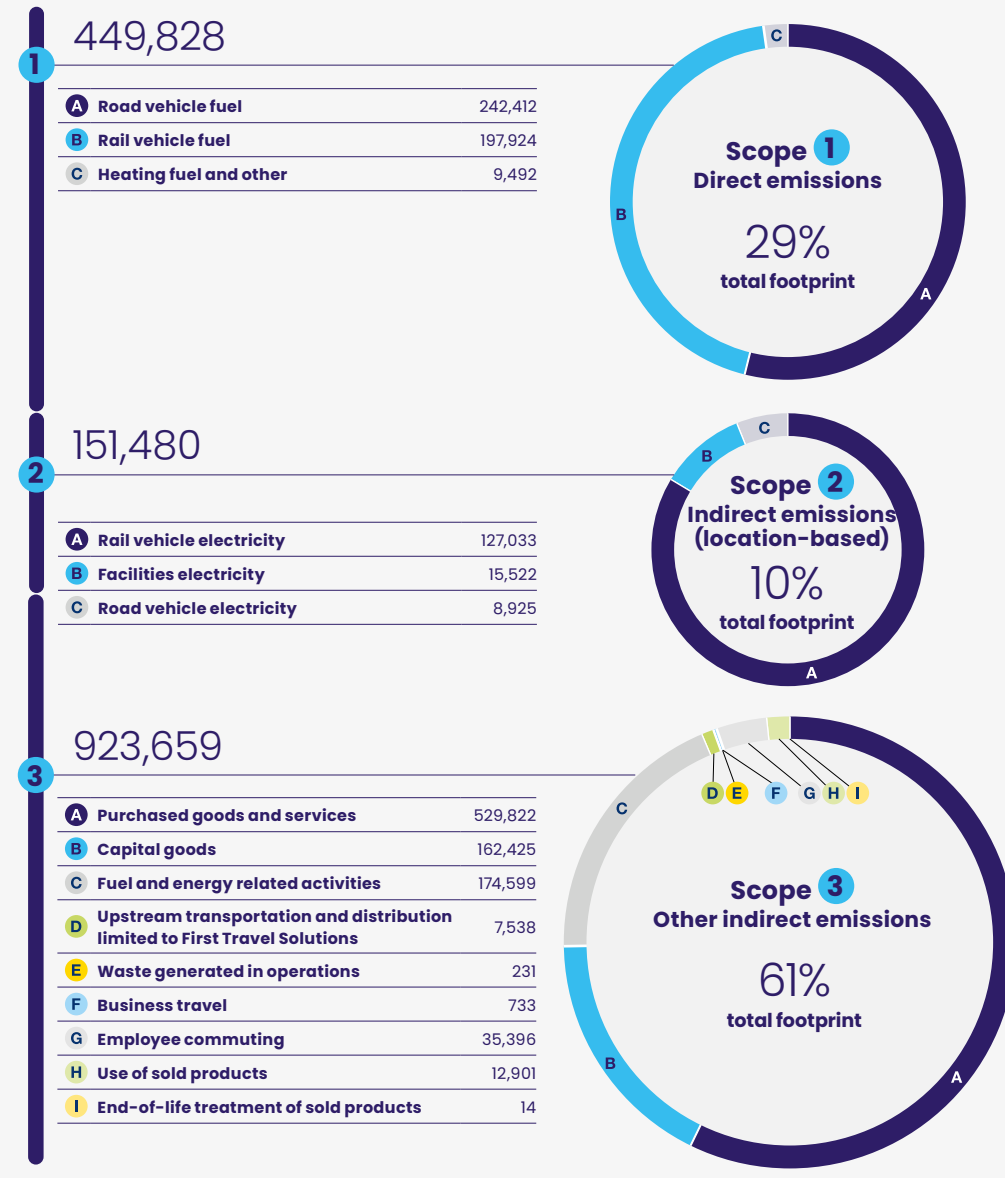 449,828
1
A Road vehicle fuel 242,412
B Rail vehicle fuel 197,924
C Heating fuel and other 9,492
C
B
A
Scope 1
Direct emissions
29%
total footprint
151,480
2
A Rail vehicle electricity 127,033
B Facilities electricity 15,522
C Road vehicle electricity 8,925
C
B
A
Scope 2
Indirect emissions
(location-based)
10%
total footprint
923,659
3
A Purchased goods and services 529,822
B Capital goods 162,425
C Fuel and energy related activities 174,599
D Upstream transportation and distribution
limited to First Travel Solutions 7,538
E Waste generated in operations 231
F Business travel 733
G Employee commuting 35,396
H Use of sold products 12,901
I End-of-life treatment of sold products 14
D E F G H I
C
B
A
Scope 3
Other indirect emissions
61%
total footprint